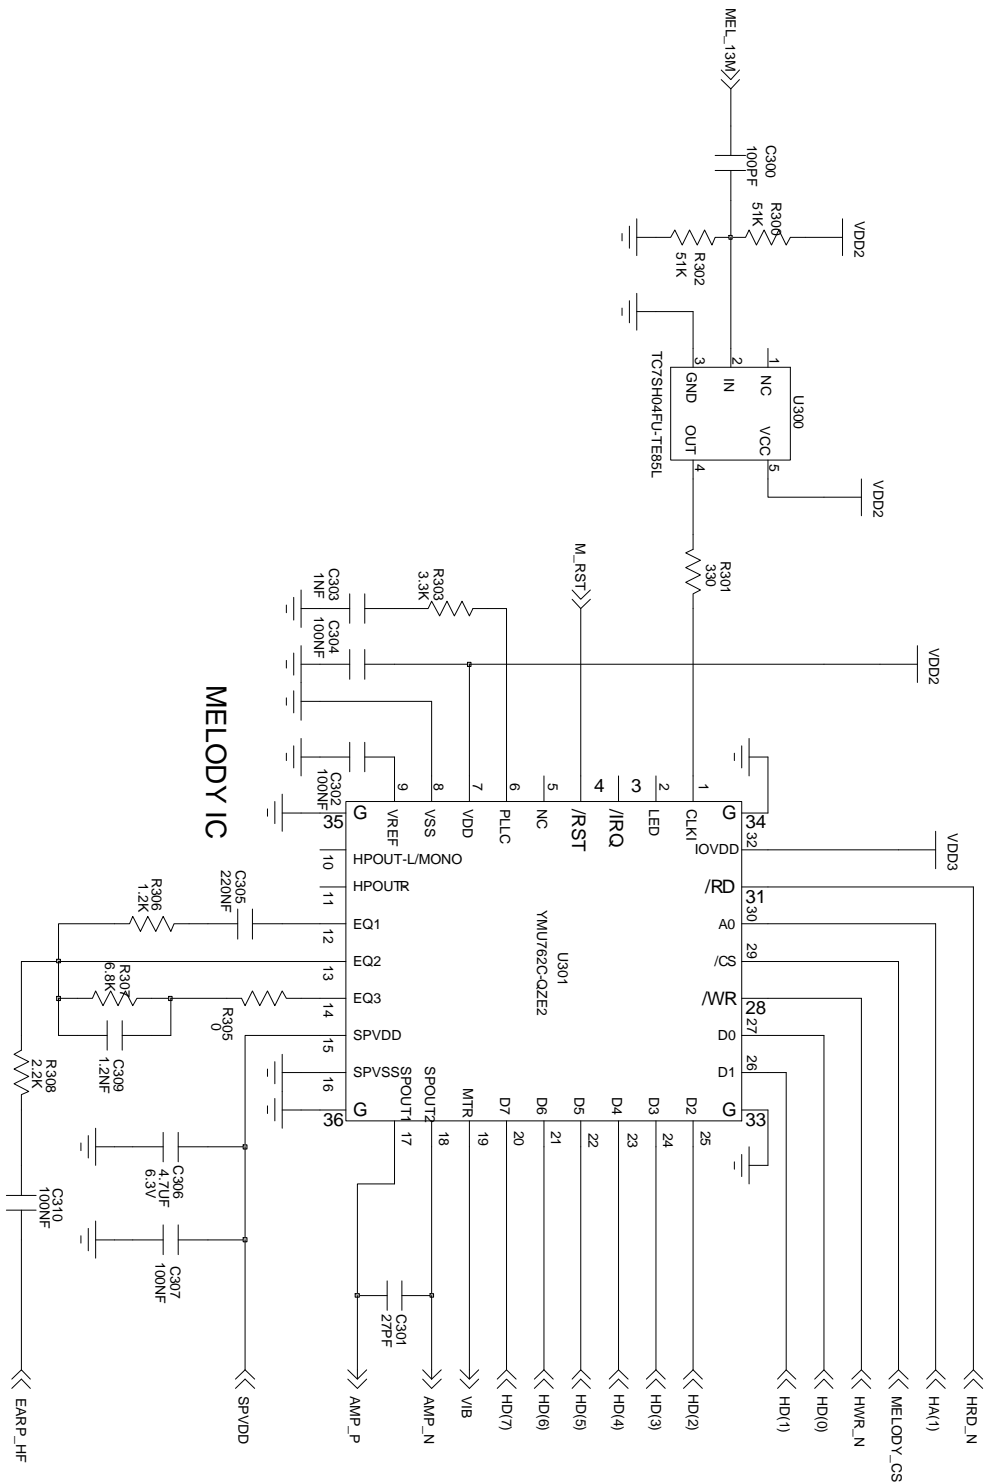 MEL_13M
C300
100PF
R300
51K
VDD2
R302
51K
TC7SH04FU-TE85L
U300
1
NC
2
IN
3
GND
VCC
5
OUT
4
VDD2
R301
330
M_RST
R303
3.3K
C303
1NF
C304
100NF
VDD2
C302
100NF
MELODY IC
9
8
7
6
5
4
3
2
1
VREF
VSS
VDD
PLLC
NC
/RST
/IRQ
LED
CLKI
G
35
G
34
10
HPOUT-L/MONO
11
HPOUTR
12
EQ1
13
EQ2
14
EQ3
15
SPVDD
16
SPVSS
36
G
U301
YMU762C-QZE2
IOVDD
32
VDD3
/RD
31
A0
30
/CS
29
/WR
28
D0
27
D1
26
G
33
SPOUT1
17
SPOUT2
18
MTR
19
D7
20
D6
21
D5
22
D4
23
D3
24
D2
25
C305
220NF
R306
1.2K
R307
6.8K
R305
0
C309
1.2NF
R308
2.2K
C310
100NF
C306
4.7UF
6.3V
C307
100NF
C301
27PF
EARP_HF
SPVDD
AMP_P
AMP_N
VIB
HD(7)
HD(6)
HD(5)
HD(4)
HD(3)
HD(2)
HD(1)
HD(0)
HWR_N
MELODY_CS
HA(1)
HRD_N